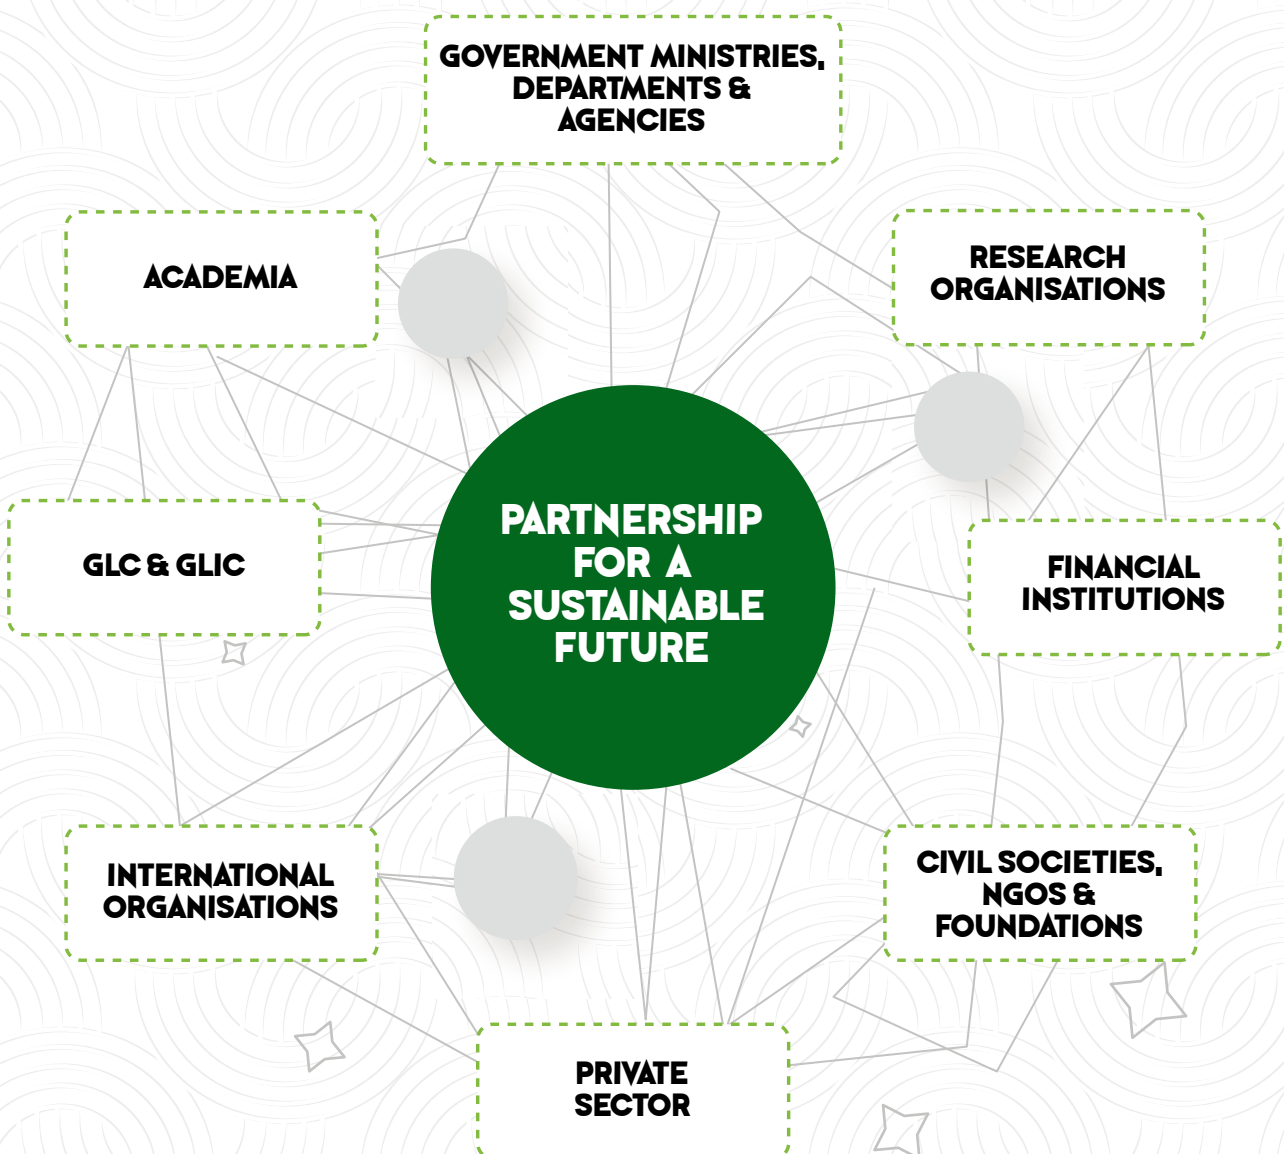 GOVERNMENT MINISTRIES,
DEPARTMENTS &
AGENCIES
ACADEMIA
RESEARCH
ORGANISATIONS
GLC & GLIC
PARTNERSHIP
FOR A
SUSTAINABLE
FUTURE
FINANCIAL
INSTITUTIONS
INTERNATIONAL
ORGANISATIONS
CIVIL SOCIETIES,
NGOS &
FOUNDATIONS
PRIVATE
SECTOR